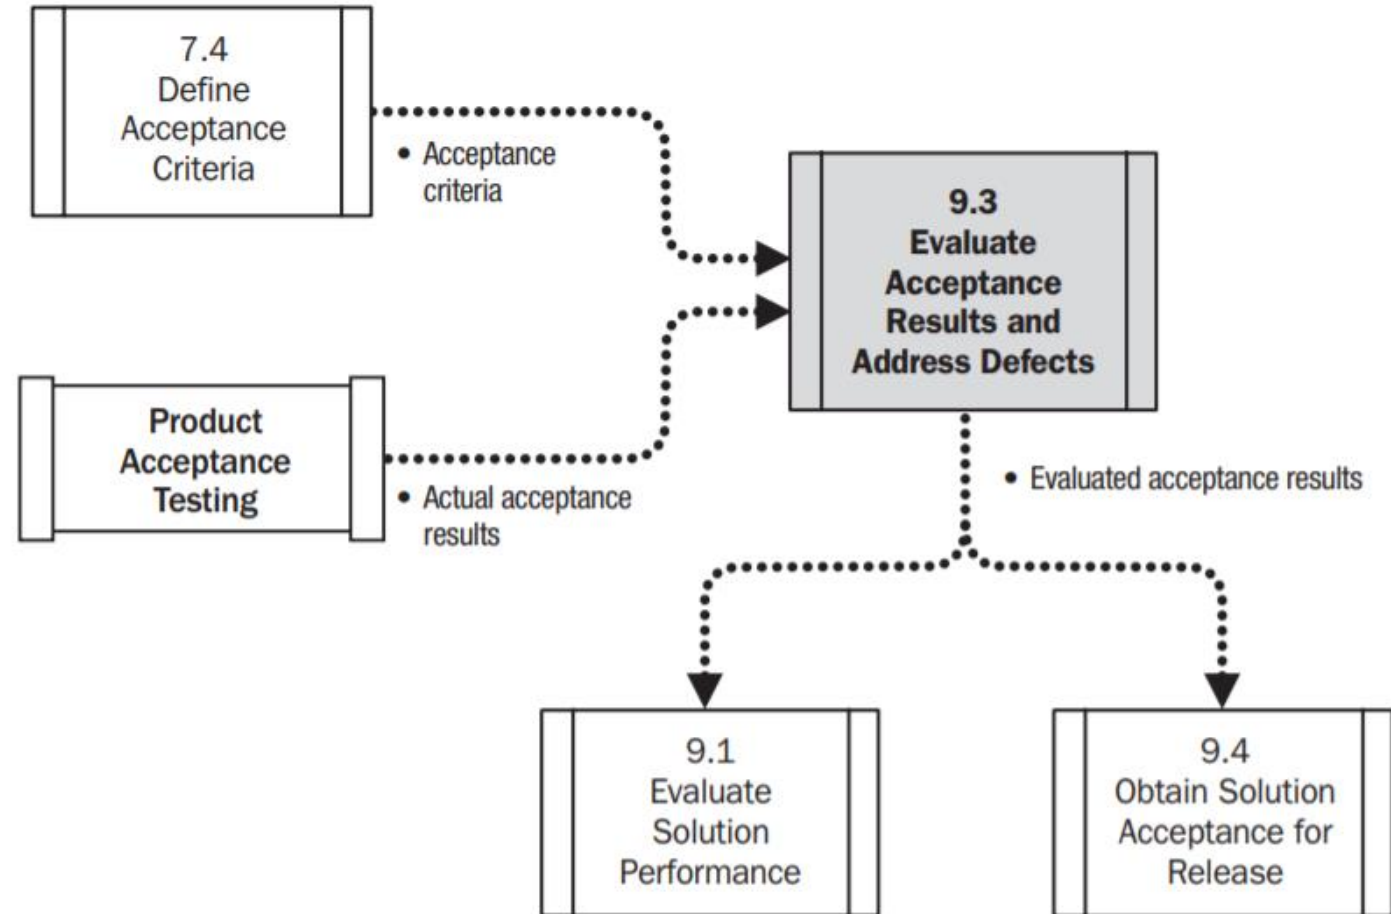 7.4
Define
Acceptance
Criteria
• Acceptance
criteria
9.3
Evaluate
Acceptance
Results and
Address Defects
Product
Acceptance
Testing
• Actual acceptance
results
• Evaluated acceptance results
9.1
Evaluate
Solution
Performance
9.4
Obtain Solution
Acceptance for
Release